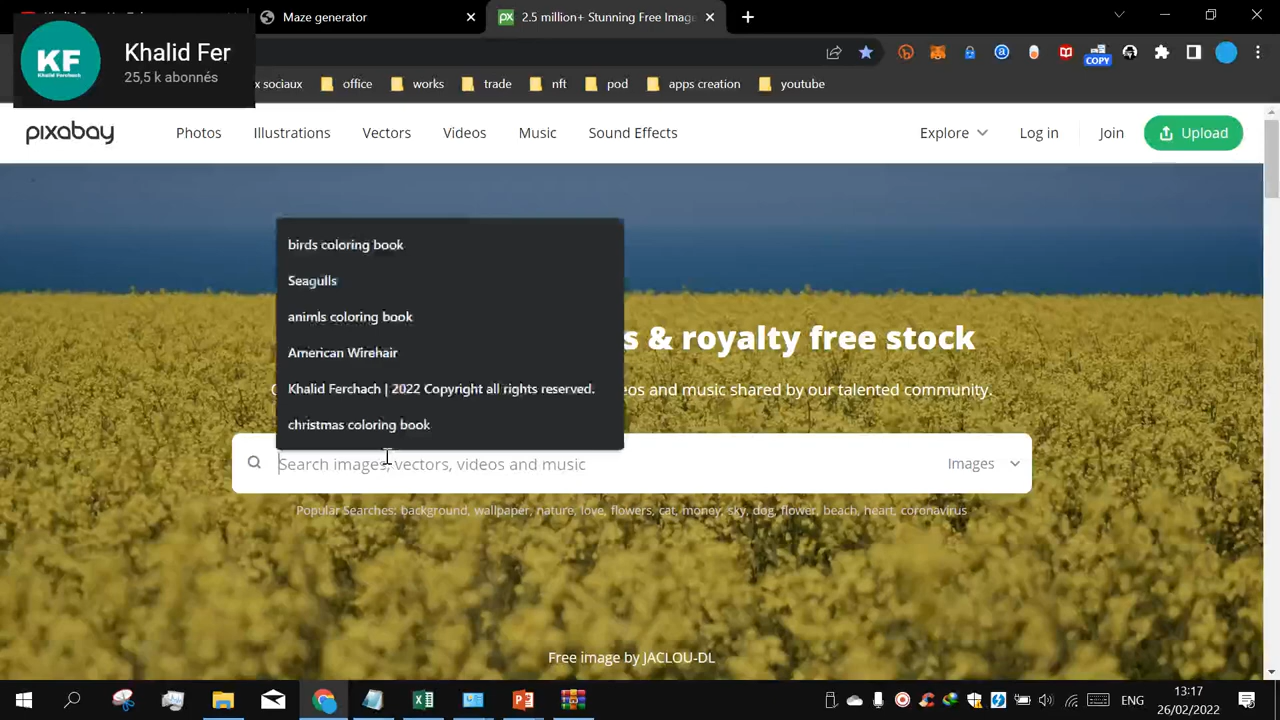 Maze generator
2.5 million+ Stunning Free Image
KF
Khalid Ferchach
Khalid Fer
25,5 k abonnés
COPY
x sociaux
office
works
trade
nft
pod
apps creation
youtube
pixabay
Photos
Illustrations
Vectors
Videos
Music
Sound Effects
Explore
Log in
Join
Upload
birds coloring book
Seagulls
animls coloring book
American Wirehair
Khalid Ferchach | 2022 Copyright all rights reserved.
christmas coloring book
s & royalty free stock
eos and music shared by our talented community.
Search images, vectors, videos and music
Images
Popular Searches: background, wallpaper, nature, love, flowers, cat, money, sky, dog, flower, beach, heart, coronavirus
Free image by JACLOU-DL
ENG
13:17
26/02/2022